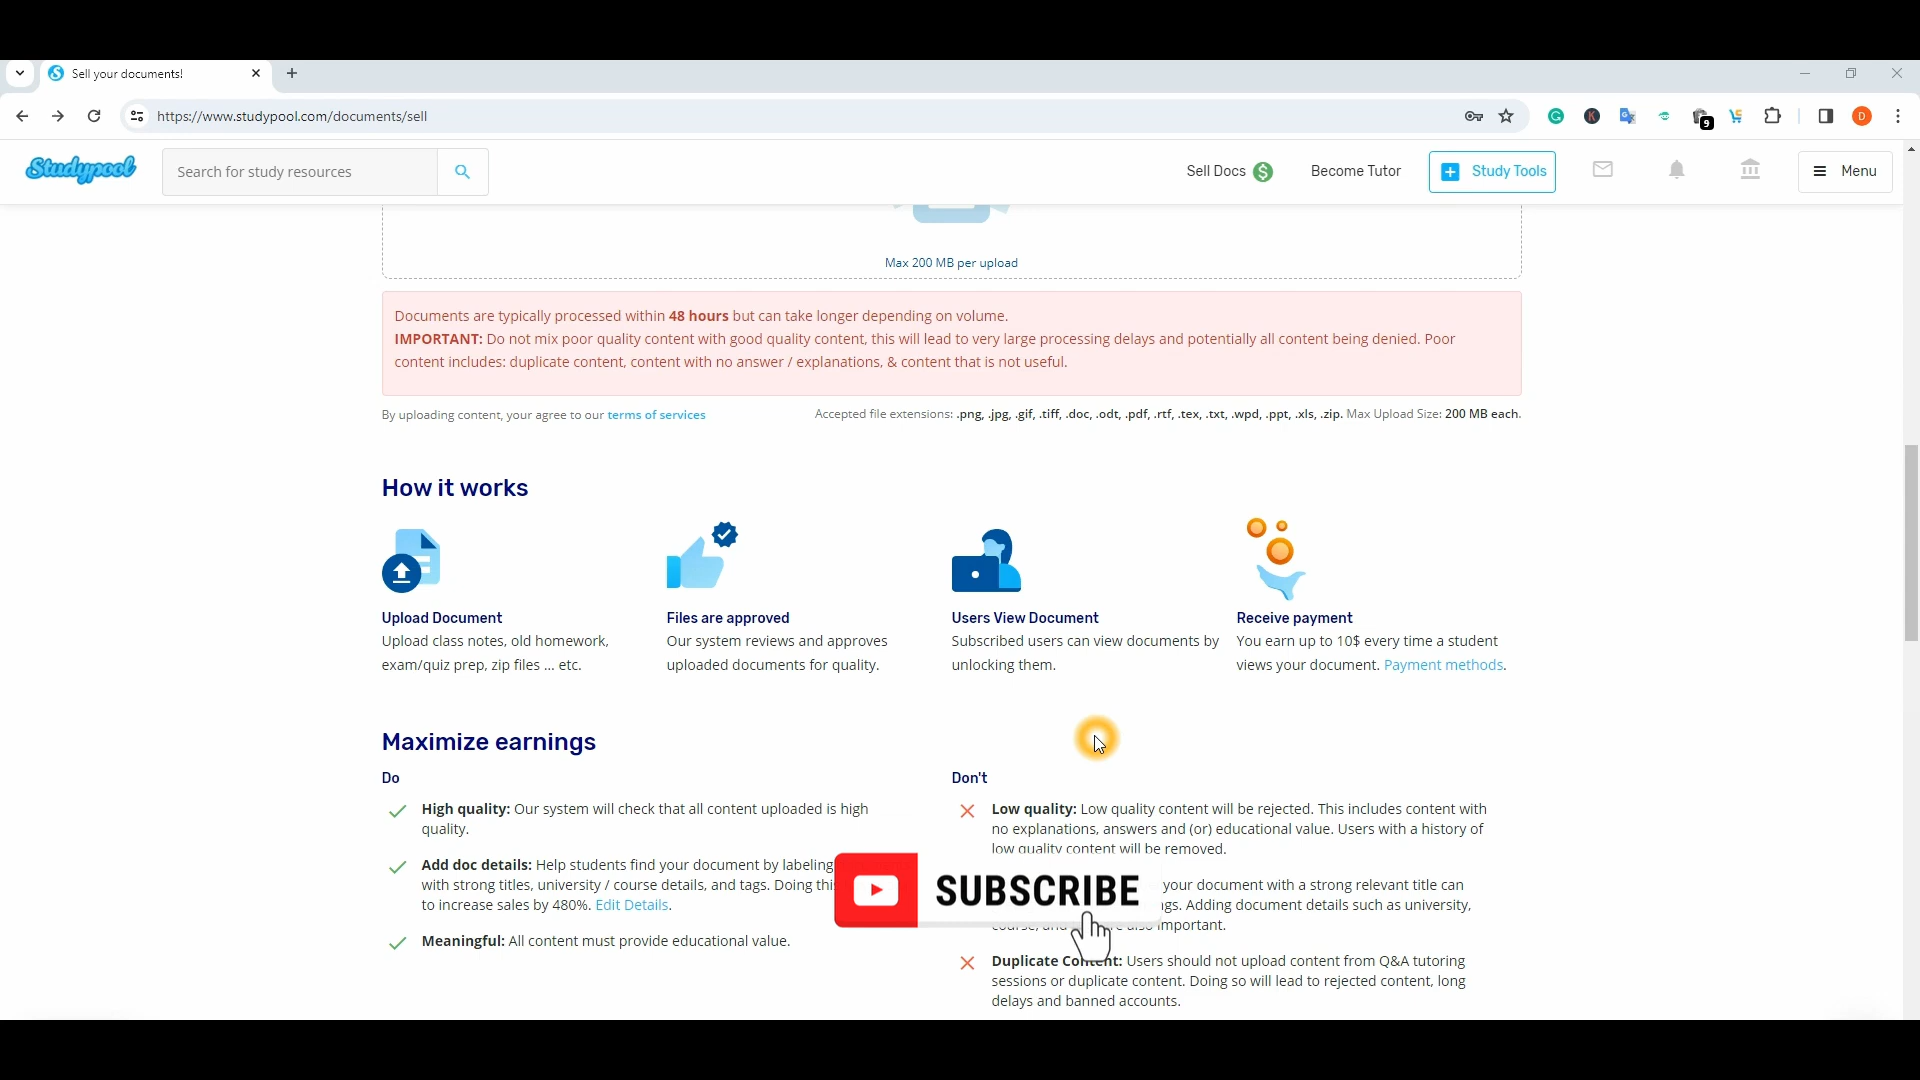 Sell your documents!
https://www.studypool.com/documents/sell
9
K
D
Studypool
Search for study resources
Sell Docs $
Become Tutor
Study Tools
Menu
Max 200 MB per upload
Documents are typically processed within 48 hours but can take longer depending on volume.
IMPORTANT: Do not mix poor quality content with good quality content, this will lead to very large processing delays and potentially all content being denied. Poor
content includes: duplicate content, content with no answer / explanations, & content that is not useful.
By uploading content, your agree to our terms of services
Accepted file extensions: .png, .jpg, .gif, .tiff, .doc, .odt, .pdf, .rtf, .tex, .txt, .wpd, .ppt, .xls, .zip. Max Upload Size: 200 MB each.
How it works
Upload Document
Upload class notes, old homework,
exam/quiz prep, zip files ... etc.
Files are approved
Our system reviews and approves
uploaded documents for quality.
Users View Document
Subscribed users can view documents by
unlocking them.
Receive payment
You earn up to 10$ every time a student
views your document. Payment methods.
Maximize earnings
Do
High quality: Our system will check that all content uploaded is high
quality.
Add doc details: Help students find your document by labeling
with strong titles, university / course details, and tags. Doing this
to increase sales by 480%. Edit Details.
Meaningful: All content must provide educational value.
Don't
Low quality: Low quality content will be rejected. This includes content with
no explanations, answers and (or) educational value. Users with a history of
low quality content will be removed.
your document with a strong relevant title can
Adding document details such as university,
important.
Duplicate Content: Users should not upload content from Q&A tutoring
sessions or duplicate content. Doing so will lead to rejected content, long
delays and banned accounts.
SUBSCRIBE